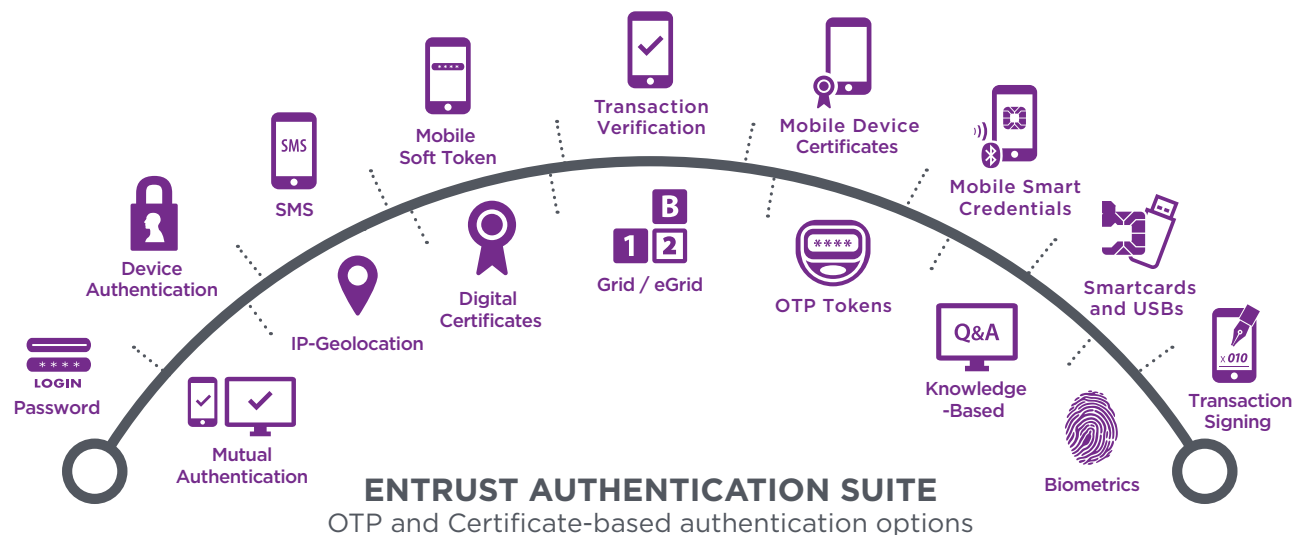 LOGIN
Password
Device
Authentication
SMS
SMS
Mobile
Soft Token
Transaction
Verification
Mobile Device
Certificates
Mobile Smart
Credentials
Smartcards
and USBs
x 010
Transaction
Signing
Mutual
Authentication
IP-Geolocation
Digital
Certificates
B
1 2
Grid / eGrid
****
OTP Tokens
Q&A
Knowledge
-Based
Biometrics
****
ENTRUST AUTHENTICATION SUITE
OTP and Certificate-based authentication options